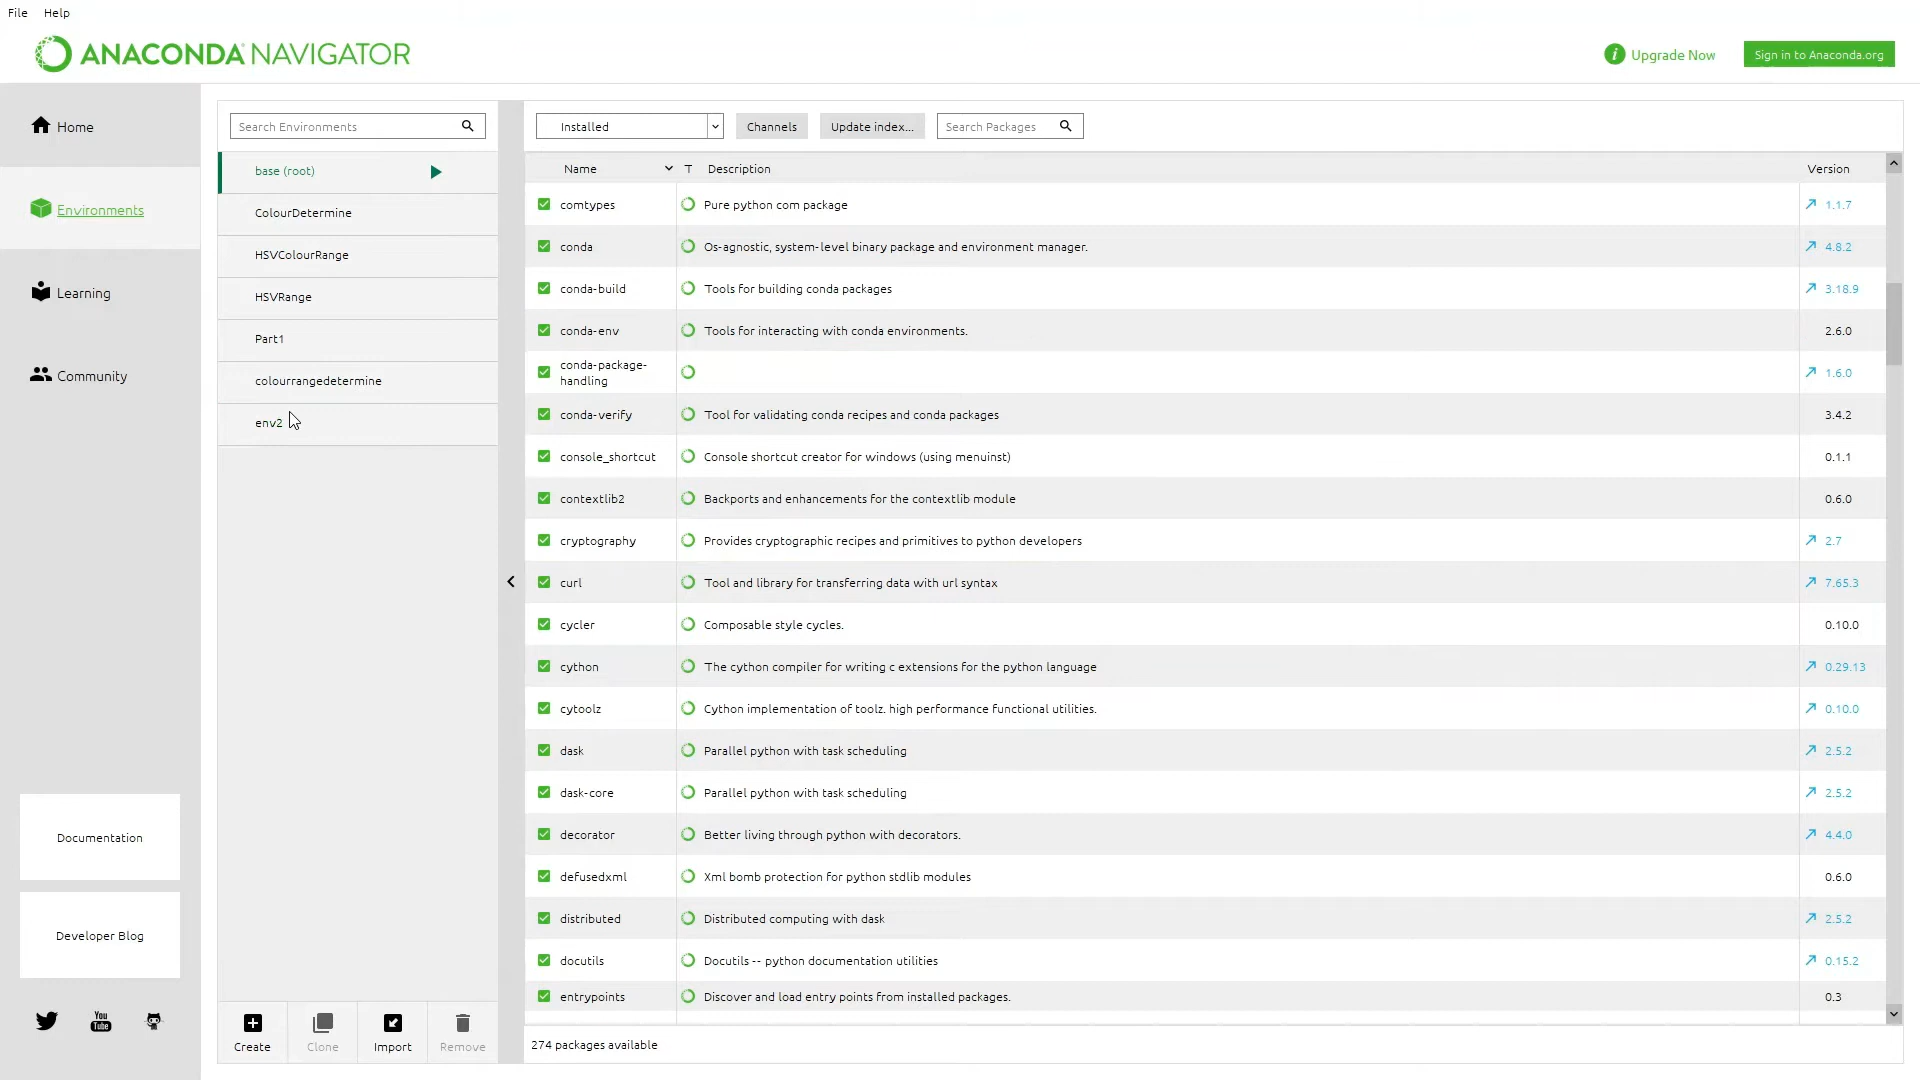 File Help
ANACONDA NAVIGATOR
Upgrade Now
Sign in to Anaconda.org
Home
Environments
Learning
Community
Documentation
Developer Blog
You Tube
Search Environments
base (root)
ColourDetermine
HSVColourRange
HSVRange
Part1
colourrangedetermine
env2
Create
Clone
Import
Remove
Installed
Channels
Update index...
Search Packages
Name T Description Version
comtypes Pure python com package 1.1.7
conda Os-agnostic, system-level binary package and environment manager. 4.8.2
conda-build Tools for building conda packages 3.18.9
conda-env Tools for interacting with conda environments. 2.6.0
conda-package-
handling 1.6.0
conda-verify Tool for validating conda recipes and conda packages 3.4.2
console_shortcut Console shortcut creator for windows (using menuinst) 0.1.1
contextlib2 Backports and enhancements for the contextlib module 0.6.0
cryptography Provides cryptographic recipes and primitives to python developers 2.7
curl Tool and library for transferring data with url syntax 7.65.3
cycler Composable style cycles. 0.10.0
cython The cython compiler for writing c extensions for the python language 0.29.13
cytoolz Cython implementation of toolz. high performance functional utilities. 0.10.0
dask Parallel python with task scheduling 2.5.2
dask-core Parallel python with task scheduling 2.5.2
decorator Better living through python with decorators. 4.4.0
defusedxml Xml bomb protection for python stdlib modules 0.6.0
distributed Distributed computing with dask 2.5.2
docutils Docutils -- python documentation utilities 0.15.2
entrypoints Discover and load entry points from installed packages. 0.3
274 packages available